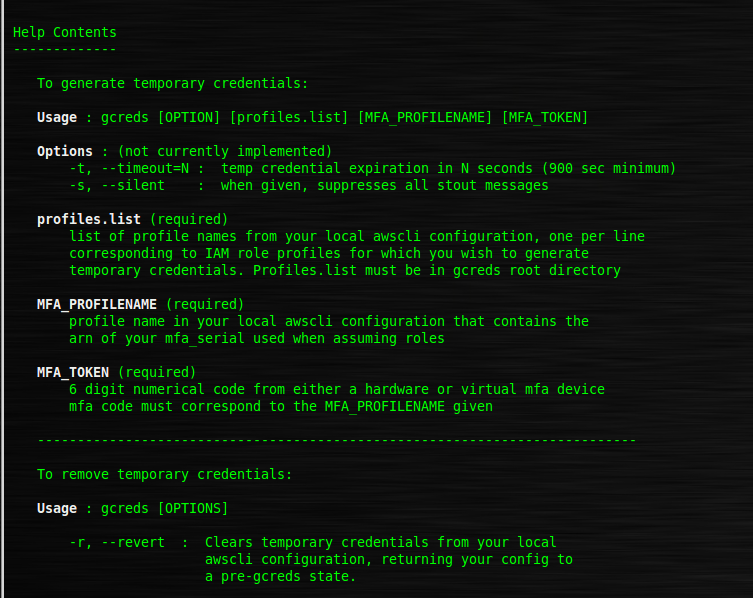 Help Contents
-------------
To generate temporary credentials:
Usage : gcreds [OPTION] [profiles.list] [MFA_PROFILENAME] [MFA_TOKEN]
Options : (not currently implemented)
-t, --timeout=N :  temp credential expiration in N seconds (900 sec minimum)
-s, --silent    :  when given, suppresses all stout messages
profiles.list (required)
list of profile names from your local awscli configuration, one per line
corresponding to IAM role profiles for which you wish to generate
temporary credentials. Profiles.list must be in gcreds root directory
MFA_PROFILENAME (required)
profile name in your local awscli configuration that contains the
arn of your mfa_serial used when assuming roles
MFA_TOKEN (required)
6 digit numerical code from either a hardware or virtual mfa device
mfa code must correspond to the MFA_PROFILENAME given
---------------------------------------------------------------------------
To remove temporary credentials:
Usage : gcreds [OPTIONS]
-r, --revert  :  Clears temporary credentials from your local
awscli configuration, returning your config to
a pre-gcreds state.